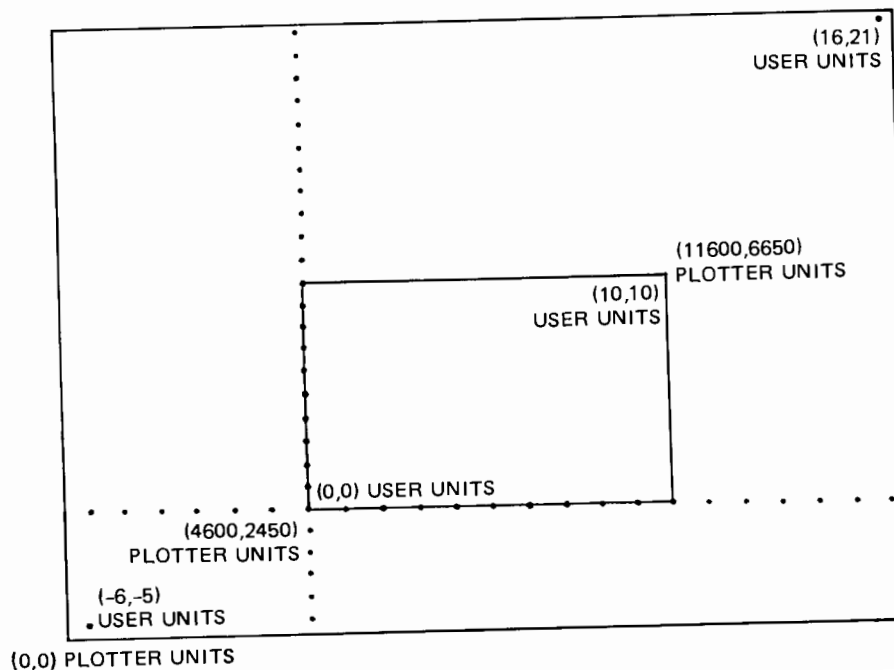 (16,21)
USER UNITS
(11600,6650)
PLOTTER UNITS
(10,10)
USER UNITS
(0,0) USER UNITS
(4600,2450)
PLOTTER UNITS
(-6,-5)
USER UNITS
(0,0) PLOTTER UNITS